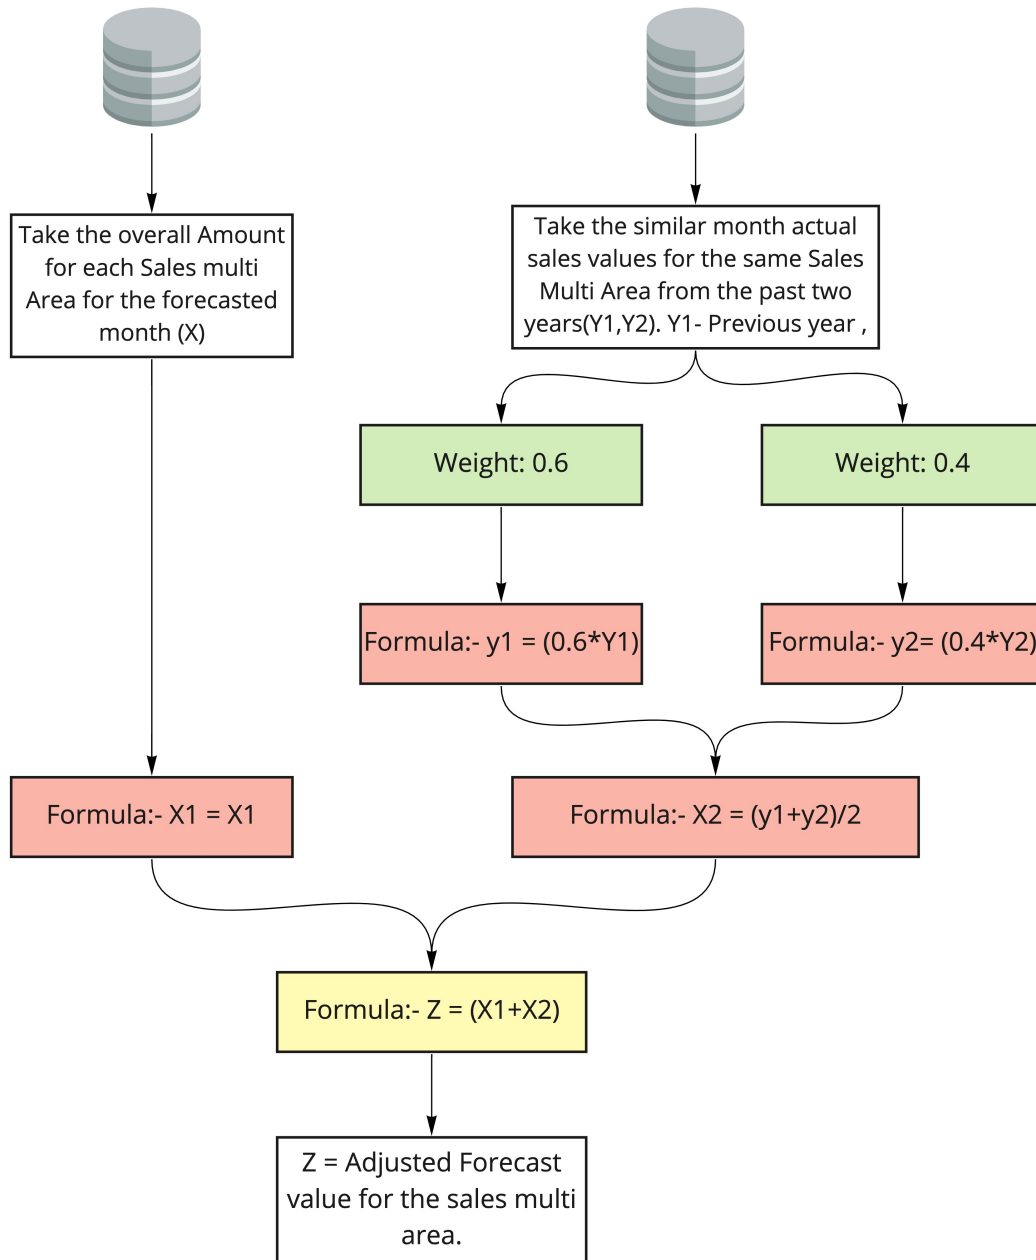 Take the overall Amount
for each Sales multi
Area for the forecasted
month (X)
Take the similar month actual
sales values for the same Sales
Multi Area from the past two
years(Y1,Y2). Y1- Previous year ,
Weight: 0.6
Weight: 0.4
Formula:- y1 = (0.6*Y1)
Formula:- y2= (0.4*Y2)
Formula:- X1 = X1
Formula:- X2 = (y1+y2)/2
Formula:- Z = (X1+X2)
Z = Adjusted Forecast
value for the sales multi
area.